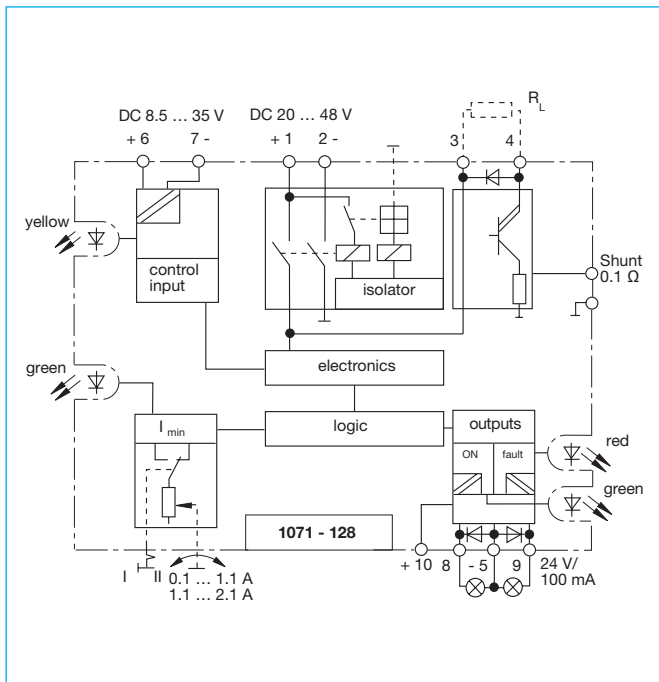 DC 8.5 … 35 V
DC 20 … 48 V
R L
+ 6
7 -
+ 1
2 -
3
4
yellow
control
input
isolator
Shunt
0.1 Ω
green
electronics
I min
logic
outputs
ON
fault
red
green
1071 - 128
I
II
0.1 … 1.1 A
1.1 … 2.1 A
+ 10
8
- 5
9
24 V/
100 mA